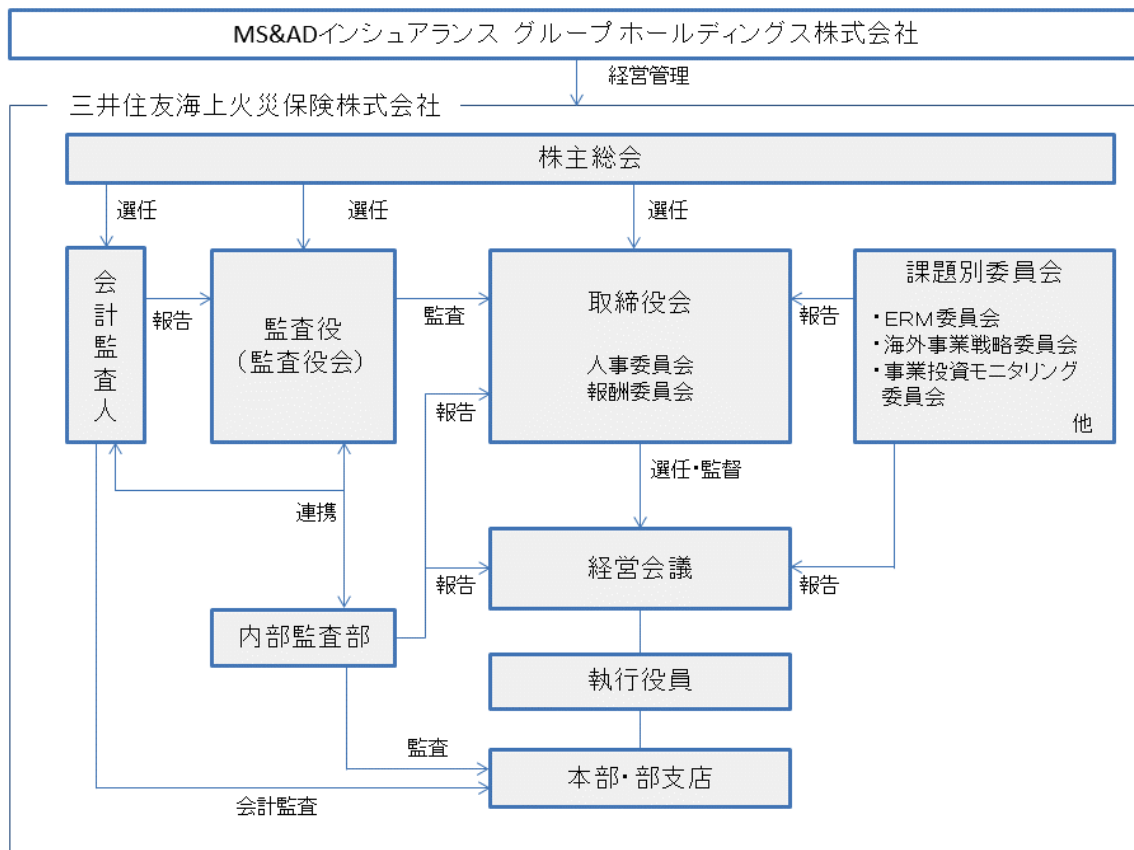 MS&ADインシュアランス グループ ホールディングス株式会社
経営管理
三井住友海上火災保険株式会社
株主総会
選任
選任
選任
会計監査人
報告
監査役
（監査役会）
監査
取締役会
人事委員会
報酬委員会
報告
課題別委員会
・ERM委員会
・海外事業戦略委員会
・事業投資モニタリング
委員会
他
報告
選任・監督
連携
経営会議
報告
報告
内部監査部
執行役員
監査
本部・部支店
会計監査